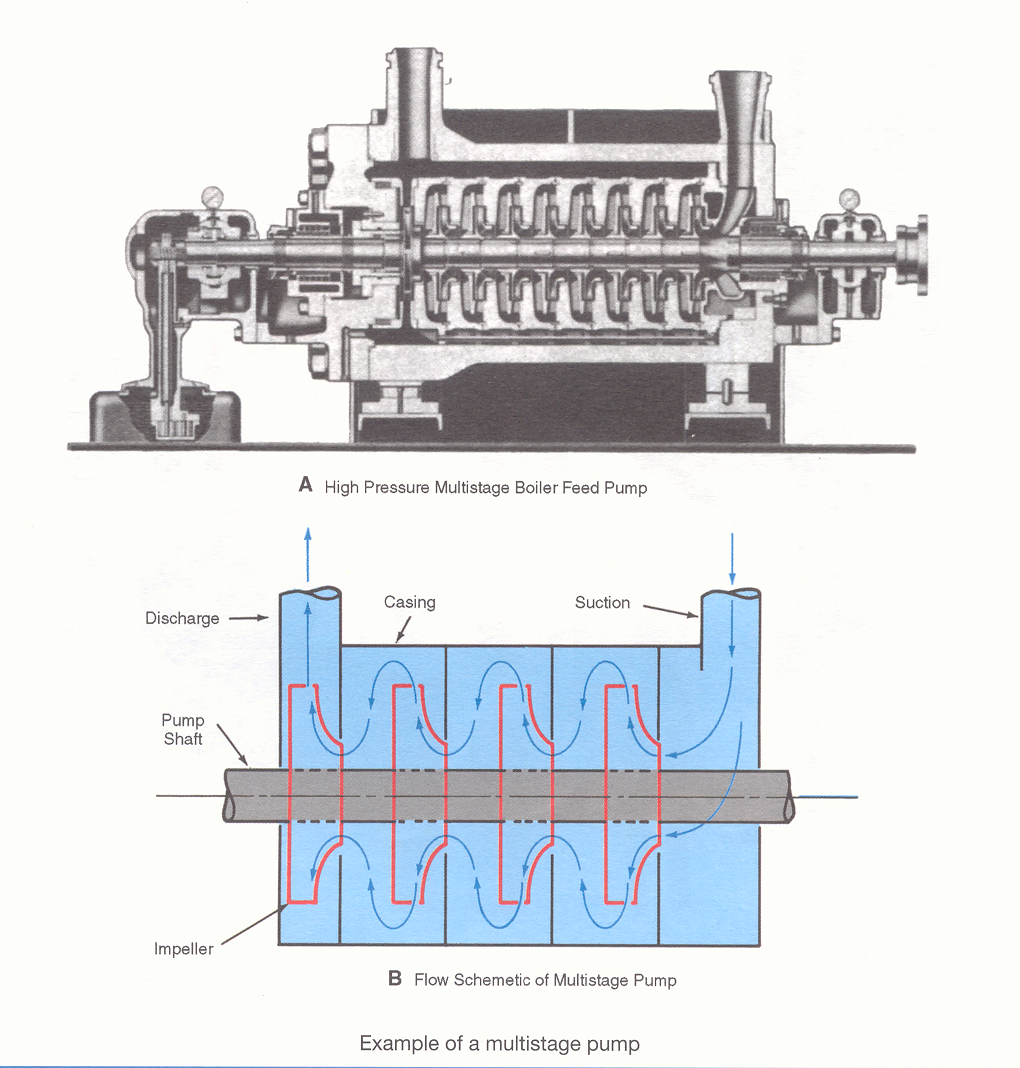 A High Pressure Multistage Boiler Feed Pump
Discharge
Casing
Suction
Pump
Shaft
Impeller
B Flow Schemetic of Multistage Pump
Example of a multistage pump